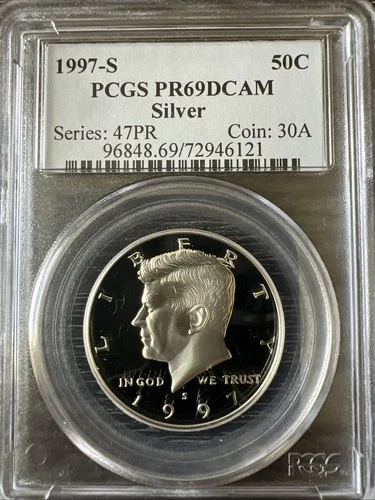 1997-S 50C
PCGS PR69DCAM
Silver
Series: 47PR Coin: 30A
96848.69/72946121
LIBERTY
IN GOD WE TRUST
S
1997
PCGS